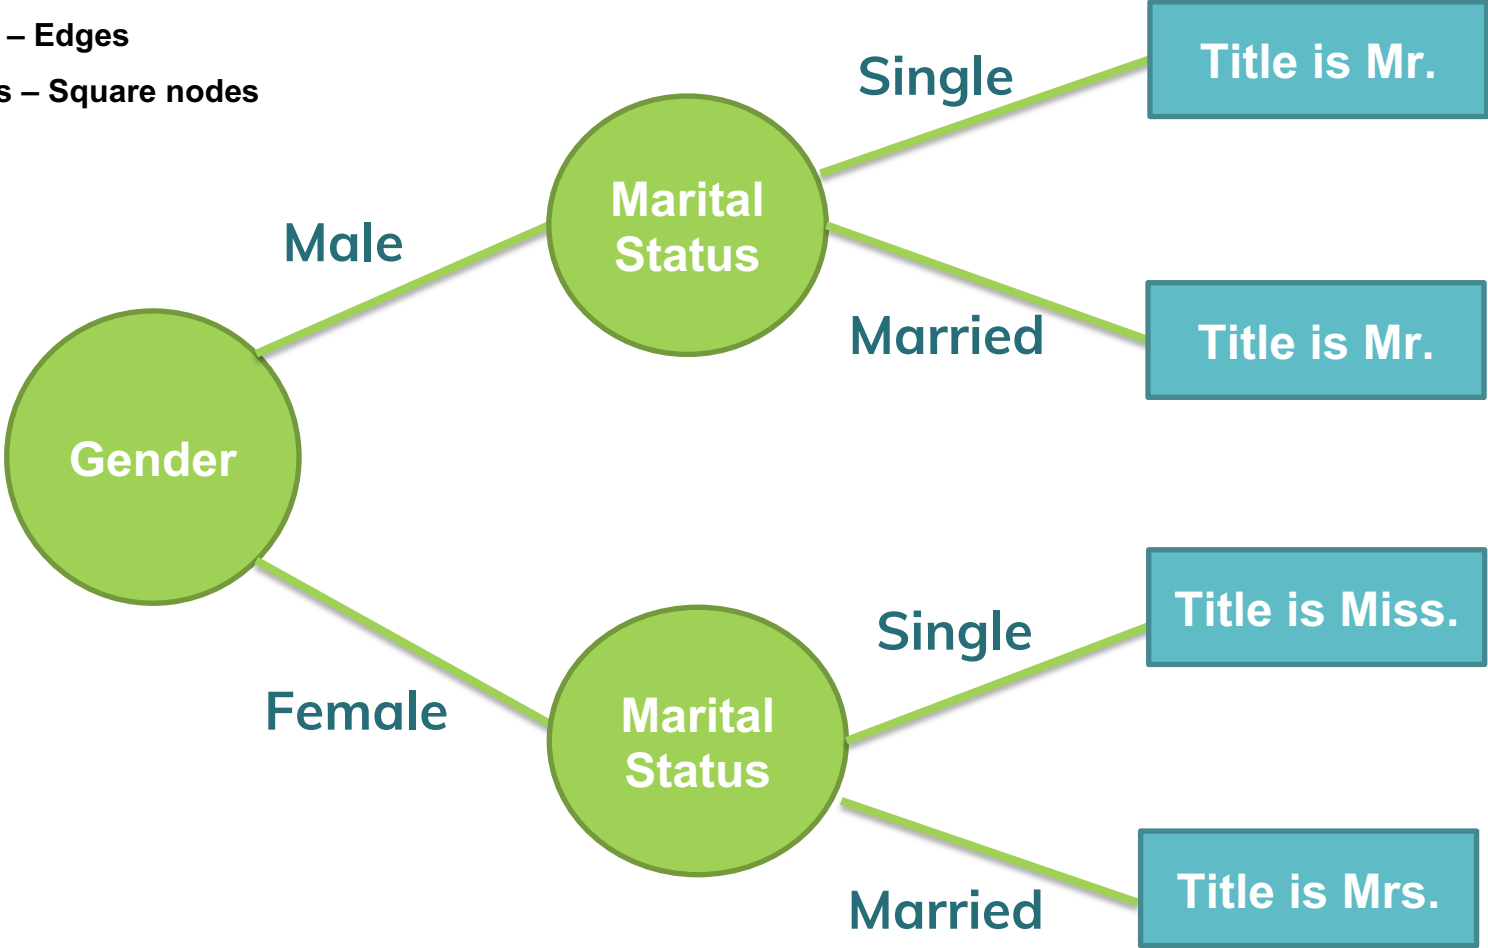 – Edges
s – Square nodes
Single
Title is Mr.
Marital
Status
Male
Married
Title is Mr.
Gender
Single
Title is Miss.
Female
Marital
Status
Married
Title is Mrs.